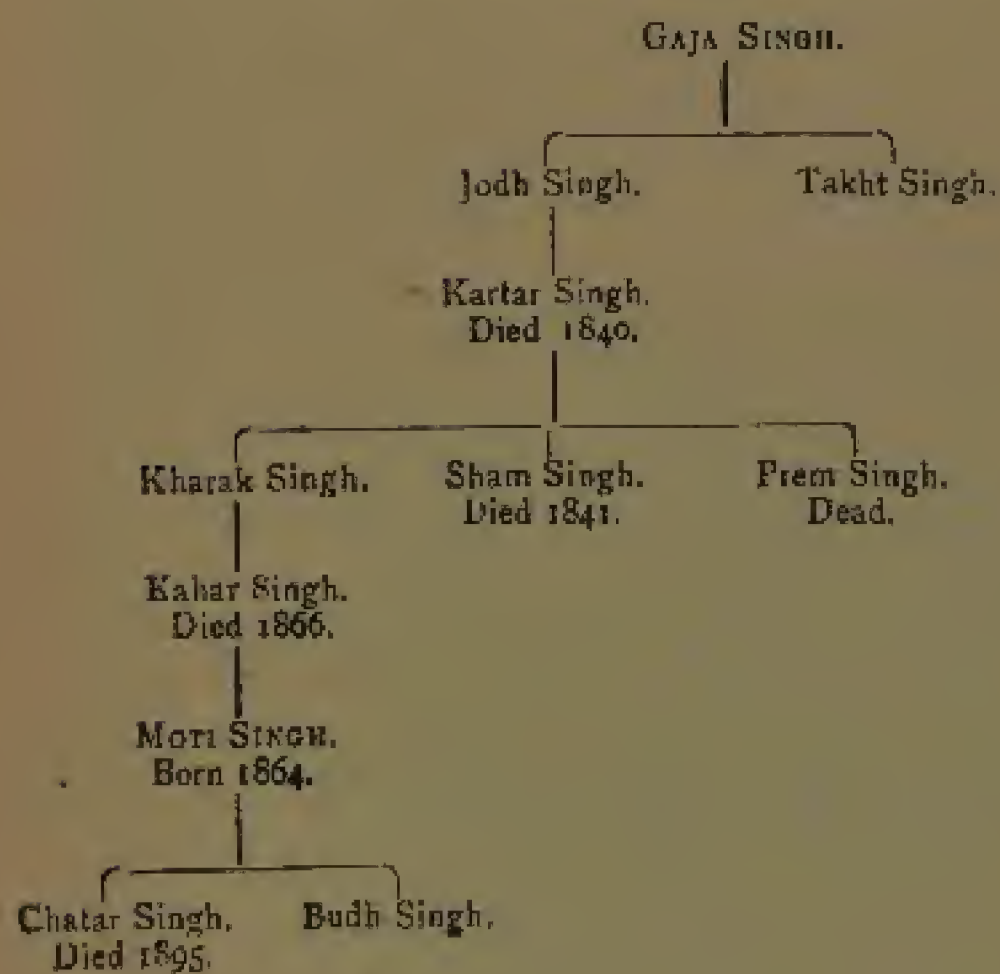 GAJA SINGH.
Jodh Singh. Takht Singh.
Kartar Singh.
Died 1840.
Kharak Singh. Sham Singh. Prem Singh.
Died 1841. Dead.
Kahar Singh.
Died 1866.
MOTI SINGH.
Born 1864.
Chatar Singh. Budh Singh.
Died 1895.